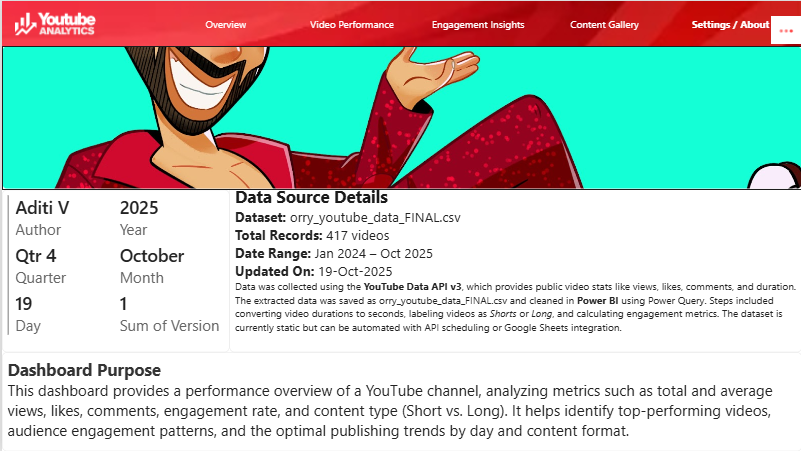 Youtube ANALYTICS
Overview
Video Performance
Engagement Insights
Content Gallery
Settings / About
Aditi V
Author
2025
Year
Qtr 4
Quarter
October
Month
19
Day
1
Sum of Version
Data Source Details
Dataset: orry_youtube_data_FINAL.csv
Total Records: 417 videos
Date Range: Jan 2024 – Oct 2025
Updated On: 19-Oct-2025
Data was collected using the YouTube Data API v3, which provides public video stats like views, likes, comments, and duration.
The extracted data was saved as orry_youtube_data_FINAL.csv and cleaned in Power BI using Power Query. Steps included
converting video durations to seconds, labeling videos as Shorts or Long, and calculating engagement metrics. The dataset is
currently static but can be automated with API scheduling or Google Sheets integration.
Dashboard Purpose
This dashboard provides a performance overview of a YouTube channel, analyzing metrics such as total and average
views, likes, comments, engagement rate, and content type (Short vs. Long). It helps identify top-performing videos,
audience engagement patterns, and the optimal publishing trends by day and content format.